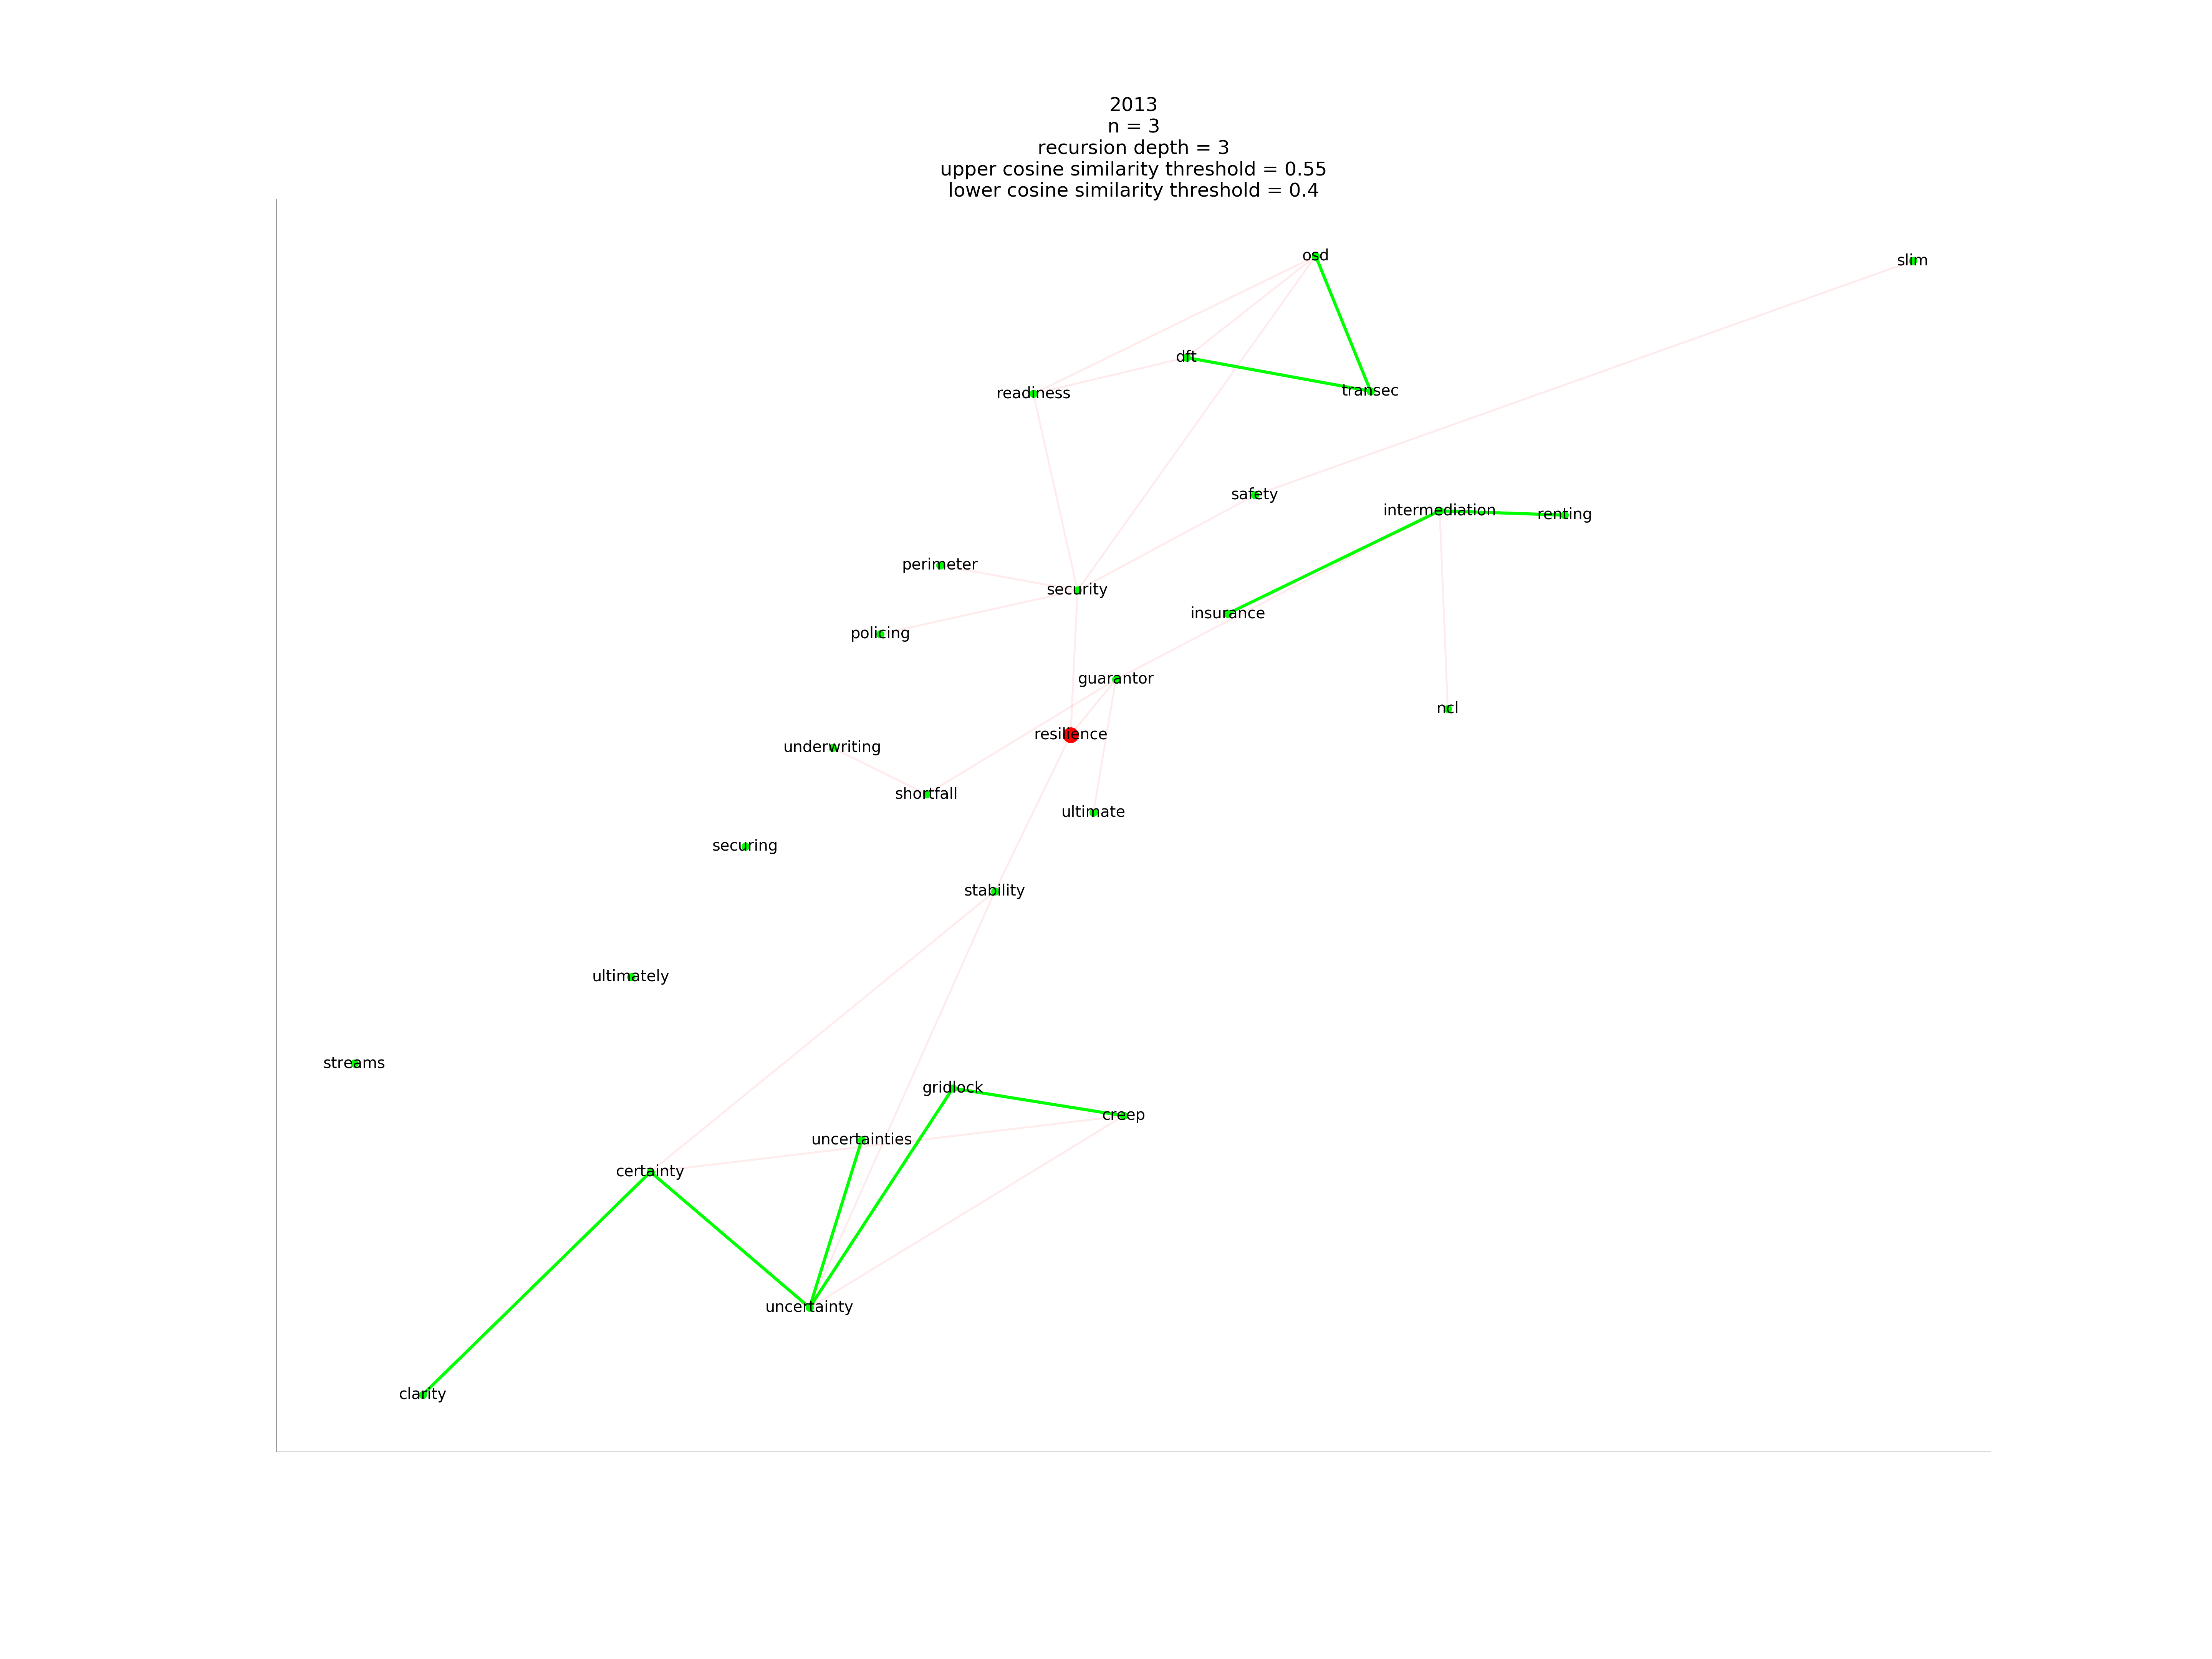 2013
n = 3
recursion depth = 3
upper cosine similarity threshold = 0.55
lower cosine similarity threshold = 0.4
osd
slim
dft
transec
readiness
safety
intermediation
renting
perimeter
security
insurance
policing
guarantor
ncl
resilience
underwriting
shortfall
ultimate
securing
stability
ultimately
streams
gridlock
creep
uncertainties
certainty
uncertainty
clarity